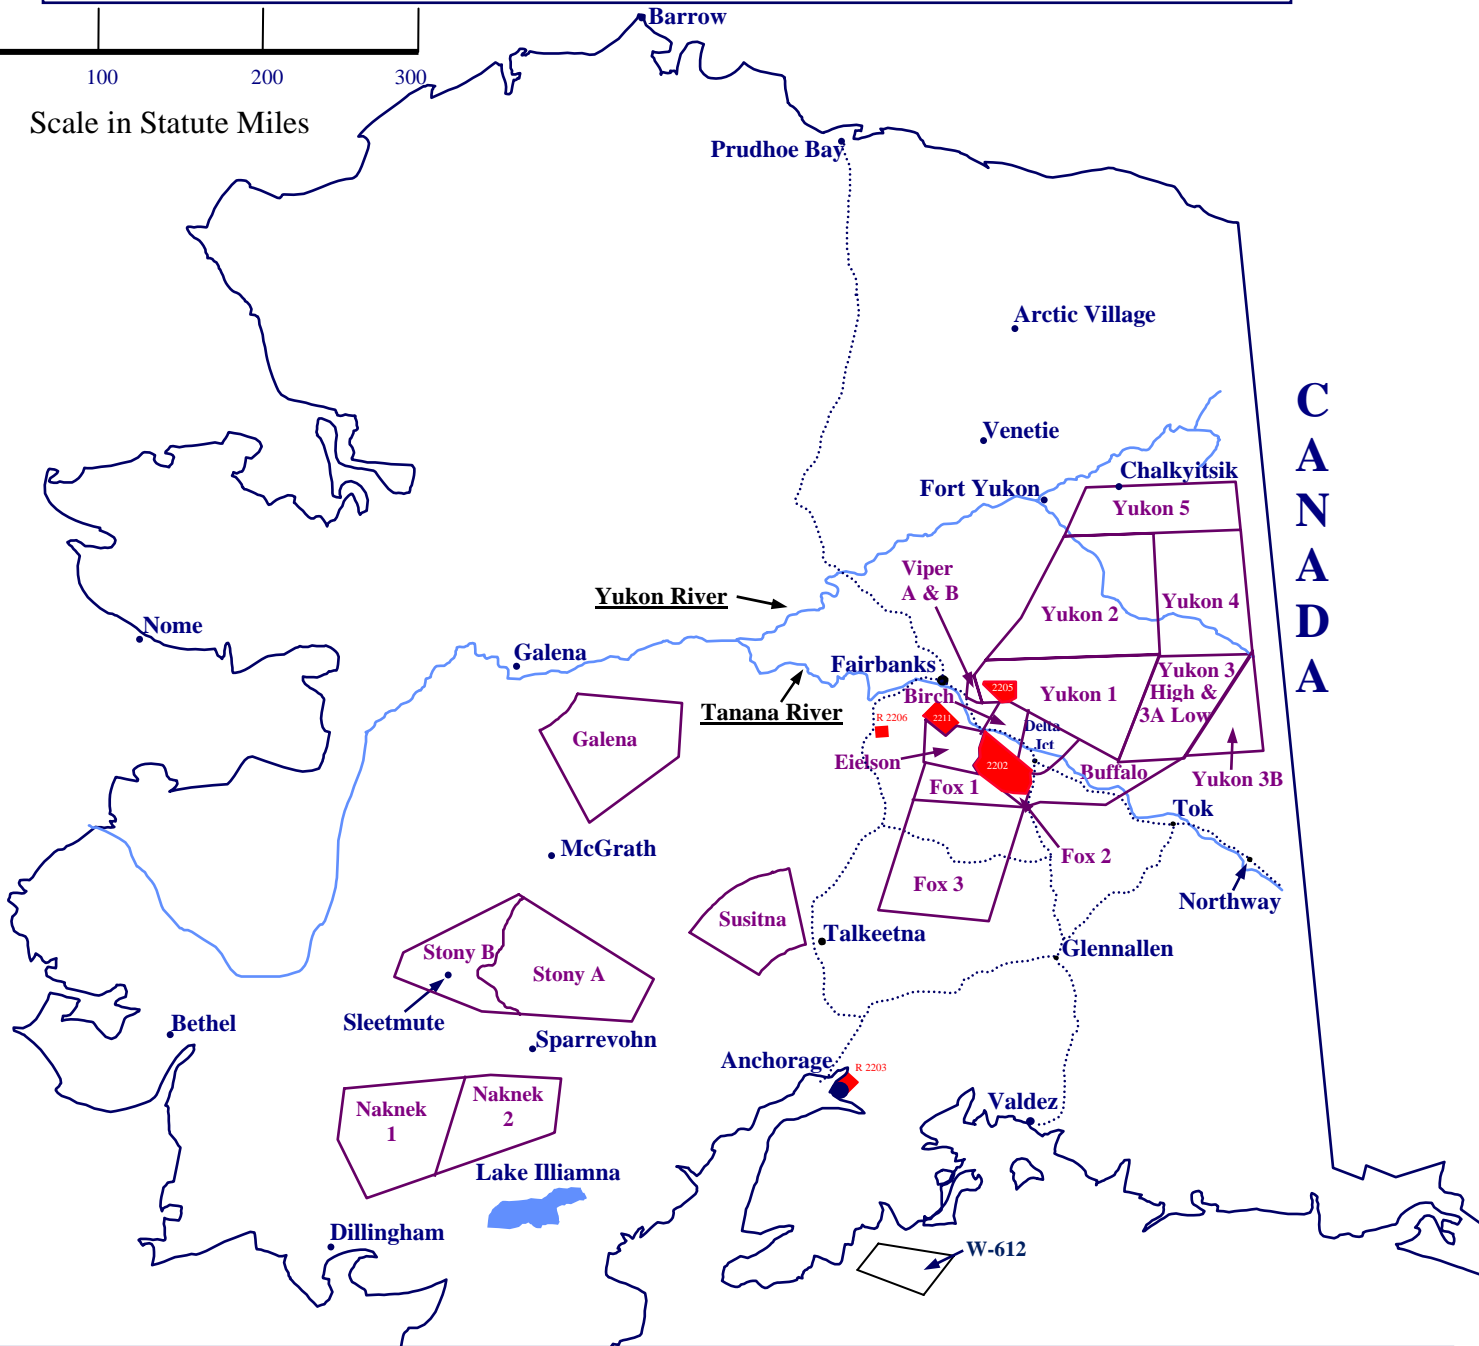 Barrow
100 200 300
Scale in Statute Miles
Prudhoe Bay
Arctic Village
C
A
N
A
D
A
Venetie
Chalkyitsik
Fort Yukon
Yukon 5
Viper
A & B
Yukon River
Yukon 2
Yukon 4
Nome
Galena
Fairbanks
Yukon 3
High &
3A Low
Birch
2205
Yukon 1
Tanana River
R 2206
2211
Delta
Jct
Galena
Eielson
2202
Buffalo
Yukon 3B
Fox 1
Tok
McGrath
Fox 2
Fox 3
Northway
Susitna
Talkeetna
Glennallen
Stony B
Stony A
Sleetmute
Bethel
Sparrevohn
Anchorage
R 2203
Naknek
1
Naknek
2
Valdez
Lake Illiamna
Dillingham
W-612